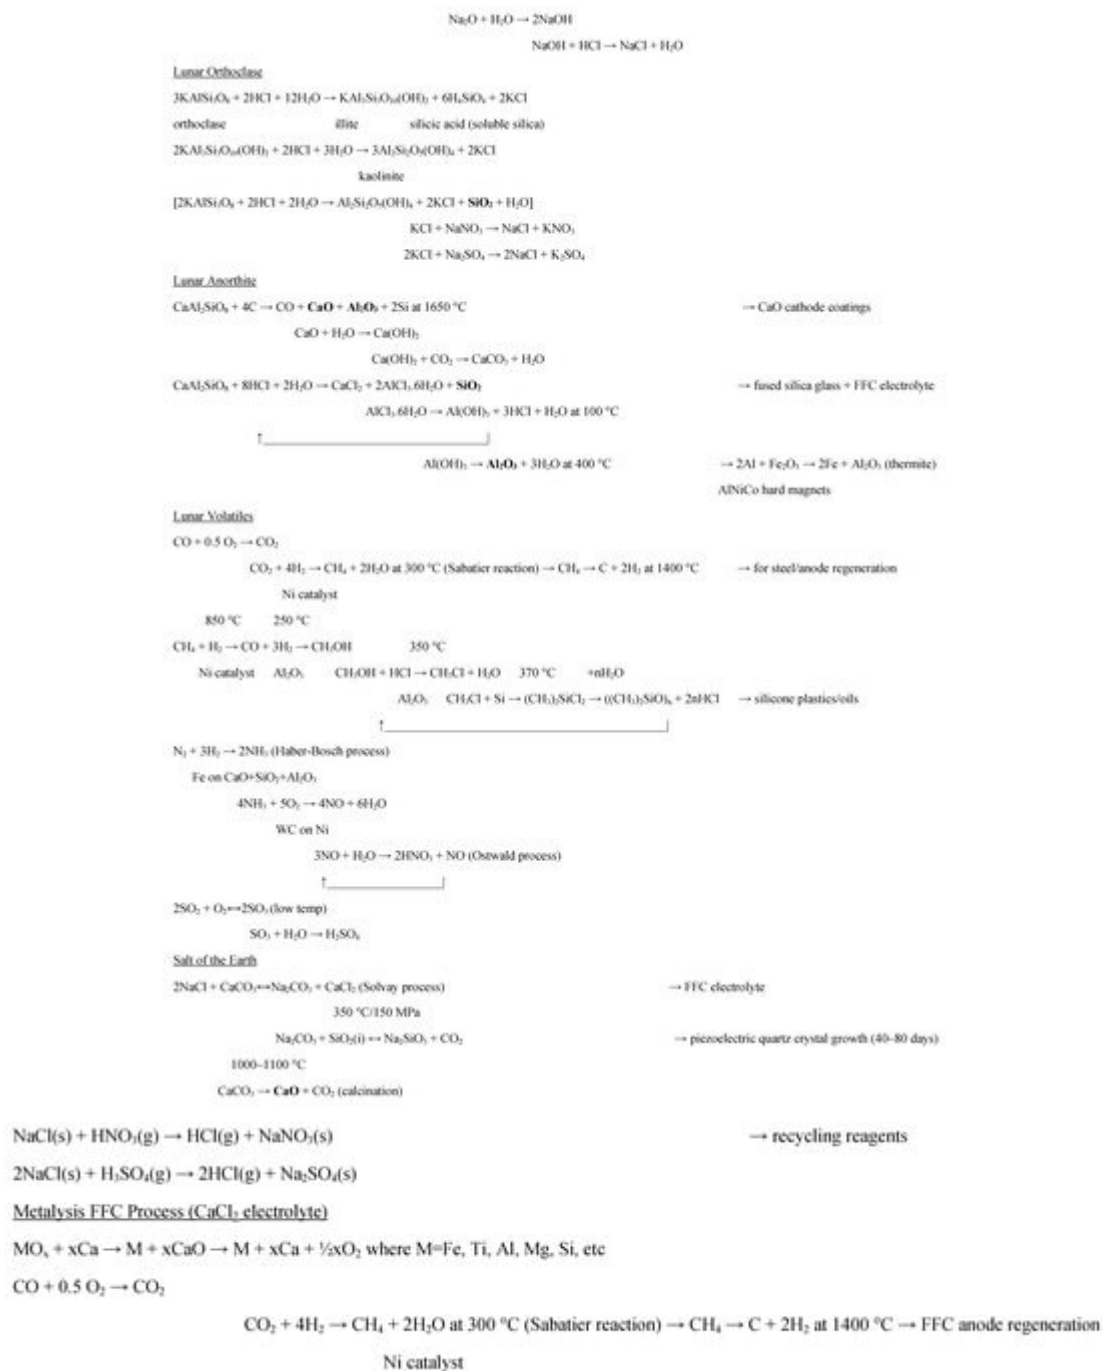 Na₂O + H₂O → 2NaOH
NaOH + HCl → NaCl + H₂O
Lunar Orthoclase
3KAlSi₃O₈ + 2HCl + 12H₂O → KAl₃Si₃O₁₀(OH)₂ + 6H₄SiO₄ + 2KCl
orthoclase illite silicic acid (soluble silica)
2KAl₃Si₃O₁₀(OH)₂ + 2HCl + 3H₂O → 3Al₂Si₂O₅(OH)₄ + 2KCl
kaolinite
[2KAlSi₃O₈ + 2HCl + 2H₂O → Al₂Si₂O₅(OH)₄ + 2KCl + SiO₂ + H₂O]
KCl + NaNO₃ → NaCl + KNO₃
2KCl + Na₂SO₄ → 2NaCl + K₂SO₄
Lunar Anorthite
CaAl₂SiO₈ + 4C → CO + CaO + Al₂O₃ + 2Si at 1650 °C → CaO cathode coatings
CaO + H₂O → Ca(OH)₂
Ca(OH)₂ + CO₂ → CaCO₃ + H₂O
CaAl₂SiO₈ + 8HCl + 2H₂O → CaCl₂ + 2AlCl₃.6H₂O + SiO₂ → fused silica glass + FFC electrolyte
AlCl₃.6H₂O → Al(OH)₃ + 3HCl + H₂O at 100 °C
↑
Al(OH)₃ → Al₂O₃ + 3H₂O at 400 °C → 2Al + Fe₂O₃ → 2Fe + Al₂O₃ (thermite)
AlNiCo hard magnets
Lunar Volatiles
CO + 0.5 O₂ → CO₂
CO₂ + 4H₂ → CH₄ + 2H₂O at 300 °C (Sabatier reaction) → CH₄ → C + 2H₂ at 1400 °C → for steel/anode regeneration
Ni catalyst
850 °C 250 °C
CH₄ + H₂ → CO + 3H₂ → CH₃OH 350 °C
Ni catalyst Al₂O₃ CH₃OH + HCl → CH₃Cl + H₂O 370 °C +nH₂O
Al₂O₃ CH₃Cl + Si → (CH₃)₂SiCl₂ → ((CH₃)₂SiO)ₙ + 2nHCl → silicone plastics/oils
↑
N₂ + 3H₂ → 2NH₃ (Haber-Bosch process)
Fe on CaO+SiO₂+Al₂O₃
4NH₃ + 5O₂ → 4NO + 6H₂O
WC on Ni
3NO + H₂O → 2HNO₃ + NO (Ostwald process)
↑
2SO₂ + O₂↔2SO₃ (low temp)
SO₃ + H₂O → H₂SO₄
Salt of the Earth
2NaCl + CaCO₃↔Na₂CO₃ + CaCl₂ (Solvay process) → FFC electrolyte
350 °C/150 MPa
Na₂CO₃ + SiO₂(i) ↔ Na₂SiO₃ + CO₂ → piezoelectric quartz crystal growth (40–80 days)
1000–1100 °C
CaCO₃ → CaO + CO₂ (calcination)
NaCl(s) + HNO₃(g) → HCl(g) + NaNO₃(s) → recycling reagents
2NaCl(s) + H₂SO₄(g) → 2HCl(g) + Na₂SO₄(s)
Metalysis FFC Process (CaCl₂ electrolyte)
MOₓ + xCa → M + xCaO → M + xCa + ½xO₂ where M=Fe, Ti, Al, Mg, Si, etc
CO + 0.5 O₂ → CO₂
CO₂ + 4H₂ → CH₄ + 2H₂O at 300 °C (Sabatier reaction) → CH₄ → C + 2H₂ at 1400 °C → FFC anode regeneration
Ni catalyst